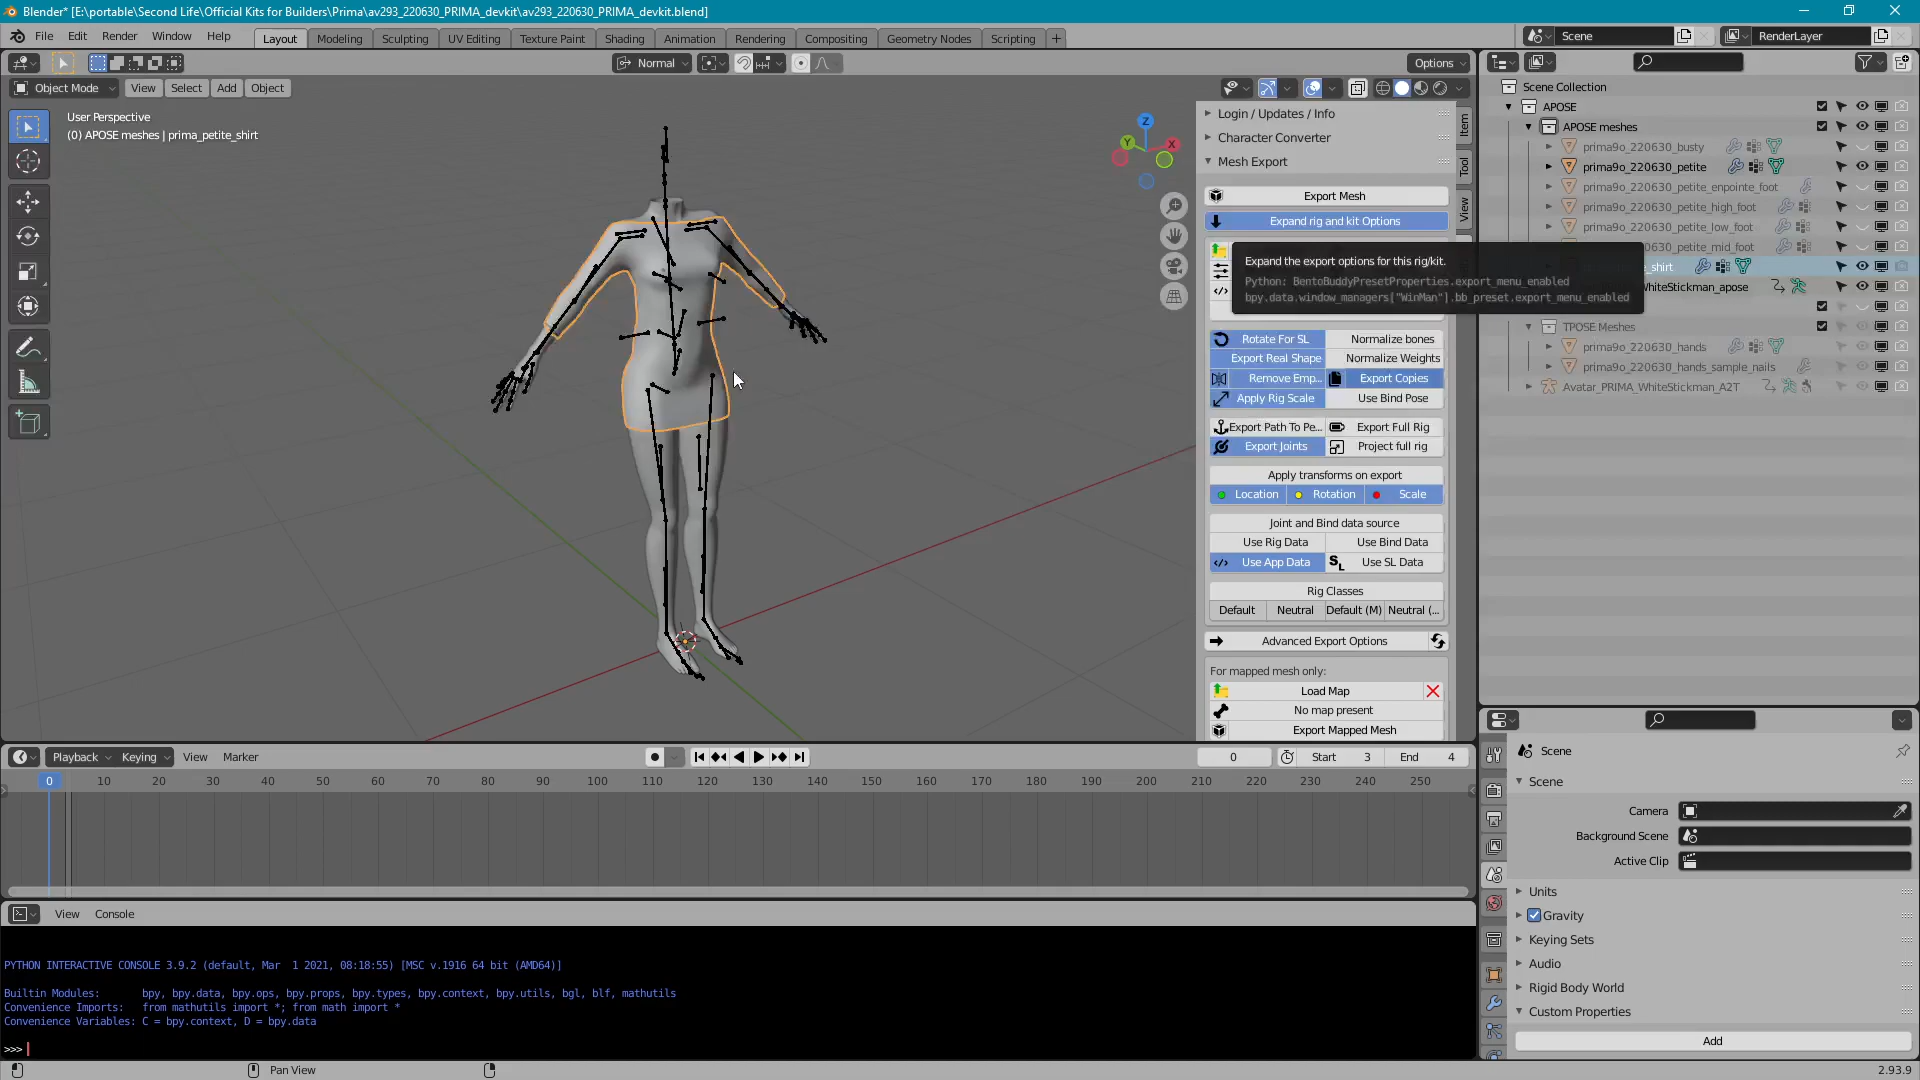 Blender* [E:\portable\Second Life\Official Kits for Builders\Prima\av293_220630_PRIMA_devkit\av293_220630_PRIMA_devkit.blend]
File Edit Render Window Help Layout Modeling Sculpting UV Editing Texture Paint Shading Animation Rendering Compositing Geometry Nodes Scripting + Scene RenderLayer
Normal Options
Object Mode View Select Add Object
User Perspective
(0) APOSE meshes | prima_petite_shirt
Z
Y
X
Login / Updates / Info
Character Converter
Mesh Export
Export Mesh
Expand rig and kit Options
Expand the export options for this rig/kit.
Python: BentoBuddyPresetProperties.export_menu_enabled
bpy.data.window_managers["WinMan"].bb_preset.export_menu_enabled
Rotate For SL Normalize bones
Export Real Shape Normalize Weights
Remove Emp... Export Copies
Apply Rig Scale Use Bind Pose
Export Path To Pe... Export Full Rig
Export Joints Project full rig
Apply transforms on export
Location Rotation Scale
Joint and Bind data source
Use Rig Data Use Bind Data
Use App Data SL Use SL Data
Rig Classes
Default Neutral Default (M) Neutral (...
Advanced Export Options
For mapped mesh only:
Load Map
No map present
Export Mapped Mesh
Item
Tool
View
Scene Collection
APOSE
APOSE meshes
prima9o_220630_busty
prima9o_220630_petite
prima9o_220630_petite_enpointe_foot
prima9o_220630_petite_high_foot
prima9o_220630_petite_low_foot
_petite_mid_foot
_shirt
WhiteStickman_apose
TPOSE Meshes
prima9o_220630_hands
prima9o_220630_hands_sample_nails
Avatar_PRIMA_WhiteStickman_A2T
Playback Keying View Marker 0 Start 3 End 4
0 10 20 30 40 50 60 70 80 90 100 110 120 130 140 150 160 170 180 190 200 210 220 230 240 250
View Console
PYTHON INTERACTIVE CONSOLE 3.9.2 (default, Mar  1 2021, 08:18:55) [MSC v.1916 64 bit (AMD64)]
Builtin Modules:       bpy, bpy.data, bpy.ops, bpy.props, bpy.types, bpy.context, bpy.utils, bgl, blf, mathutils
Convenience Imports:   from mathutils import *; from math import *
Convenience Variables: C = bpy.context, D = bpy.data
>>>
Scene
Scene
Camera
Background Scene
Active Clip
Units
Gravity
Keying Sets
Audio
Rigid Body World
Custom Properties
Add
Pan View
2.93.9